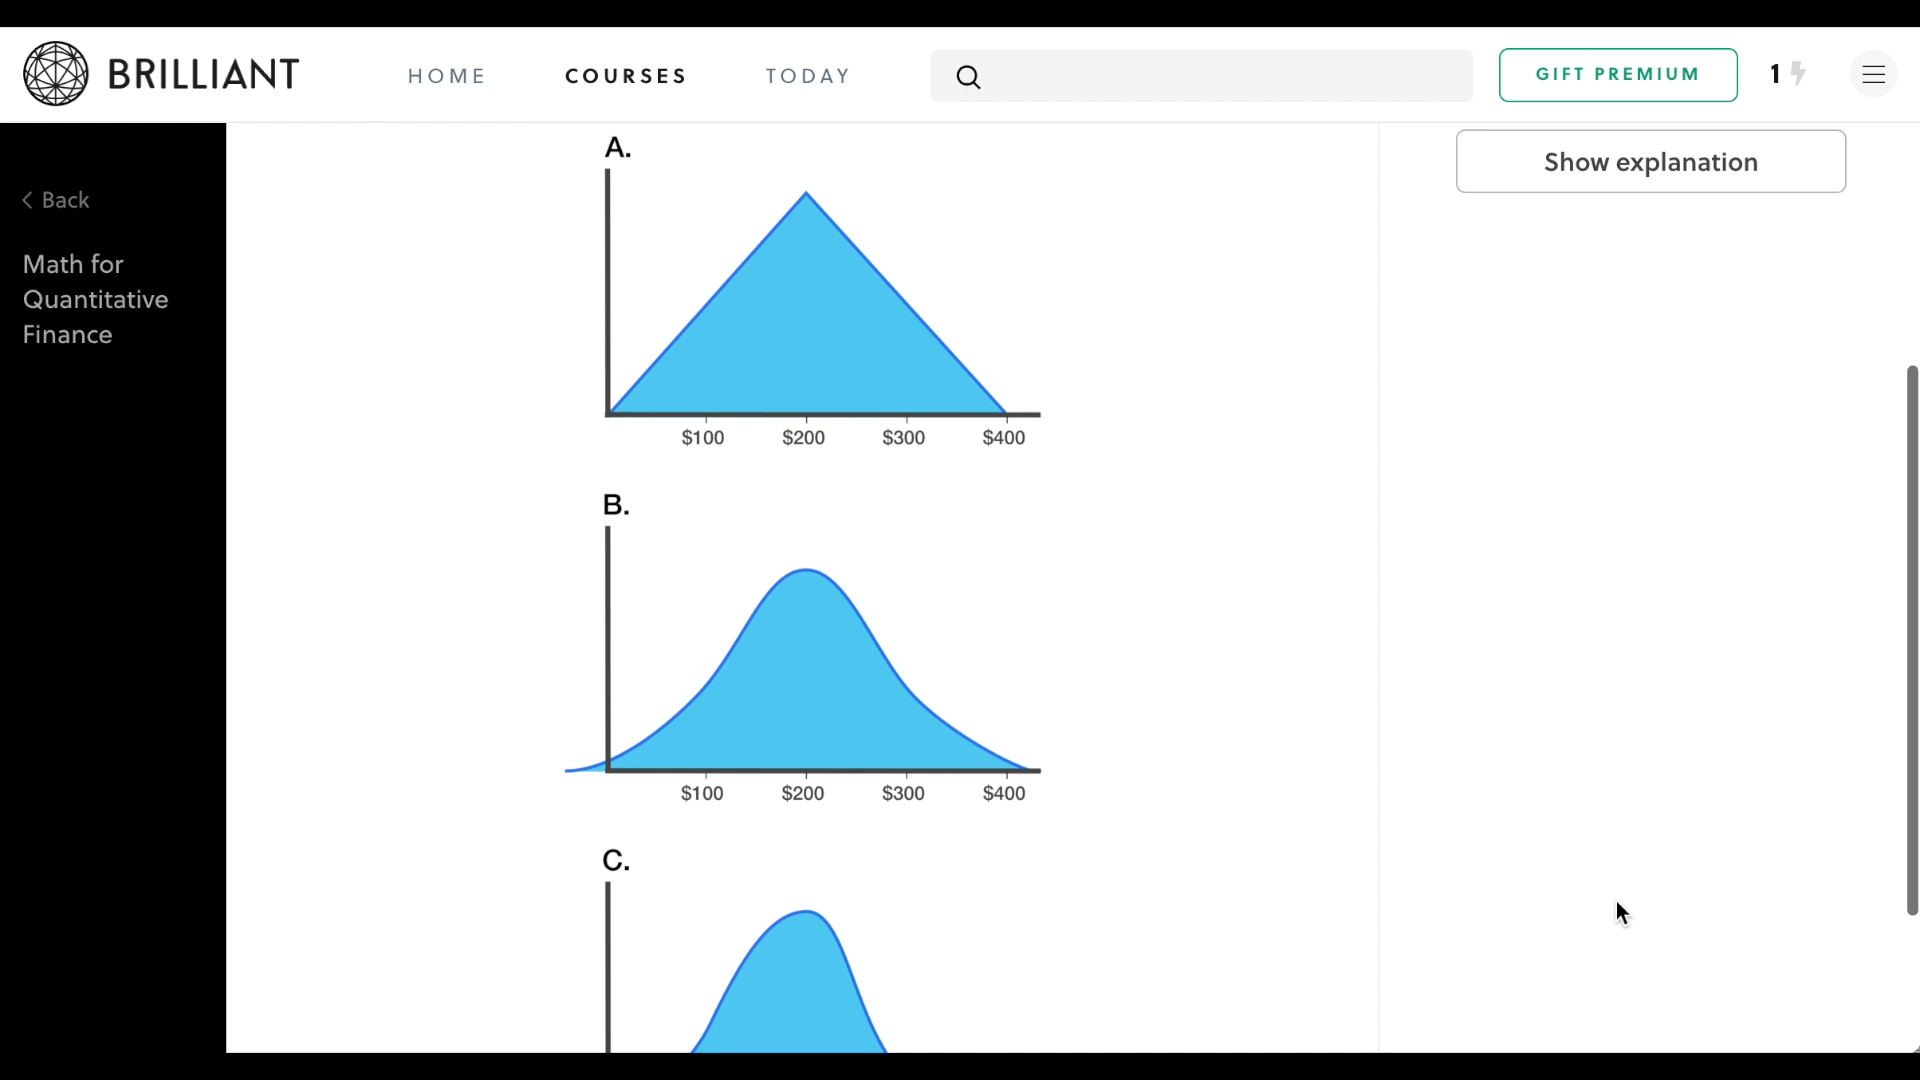 BRILLIANT
HOME
COURSES
TODAY
GIFT PREMIUM
1
Back
Math for
Quantitative
Finance
Show explanation
A.
$100 $200 $300 $400
B.
$100 $200 $300 $400
C.